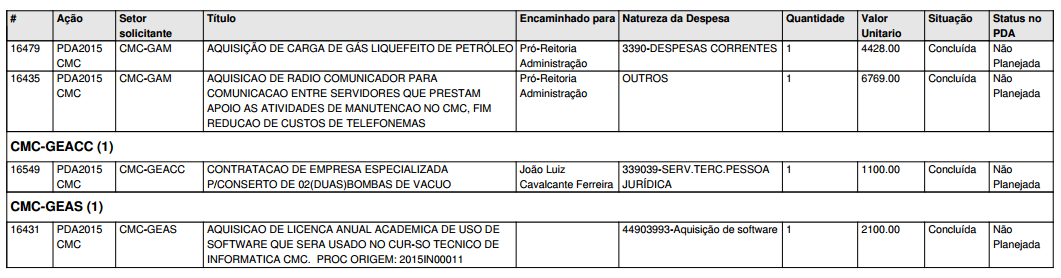 # Ação Setor solicitante Título Encaminhado para Natureza da Despesa Quantidade Valor Unitario Situação Status no PDA
16479 PDA2015 CMC-GAM AQUISIÇÃO DE CARGA DE GÁS LIQUEFEITO DE PETRÓLEO Pró-Reitoria 3390-DESPESAS CORRENTES 1 4428.00 Concluída Não
CMC Administração Planejada
16435 PDA2015 CMC-GAM AQUISICAO DE RADIO COMUNICADOR PARA Pró-Reitoria OUTROS 1 6769.00 Concluída Não
CMC COMUNICACAO ENTRE SERVIDORES QUE PRESTAM Administração Planejada
APOIO AS ATIVIDADES DE MANUTENCAO NO CMC, FIM
REDUCAO DE CUSTOS DE TELEFONEMAS
CMC-GEACC (1)
16549 PDA2015 CMC-GEACC CONTRATACAO DE EMPRESA ESPECIALIZADA João Luiz 339039-SERV.TERC.PESSOA 1 1100.00 Concluída Não
CMC P/CONSERTO DE 02(DUAS)BOMBAS DE VACUO Cavalcante Ferreira JURÍDICA Planejada
CMC-GEAS (1)
16431 PDA2015 CMC-GEAS AQUISICAO DE LICENCA ANUAL ACADEMICA DE USO DE 44903993-Aquisição de software 1 2100.00 Concluída Não
CMC SOFTWARE QUE SERA USADO NO CUR-SO TECNICO DE Planejada
INFORMATICA CMC. PROC ORIGEM: 2015IN00011